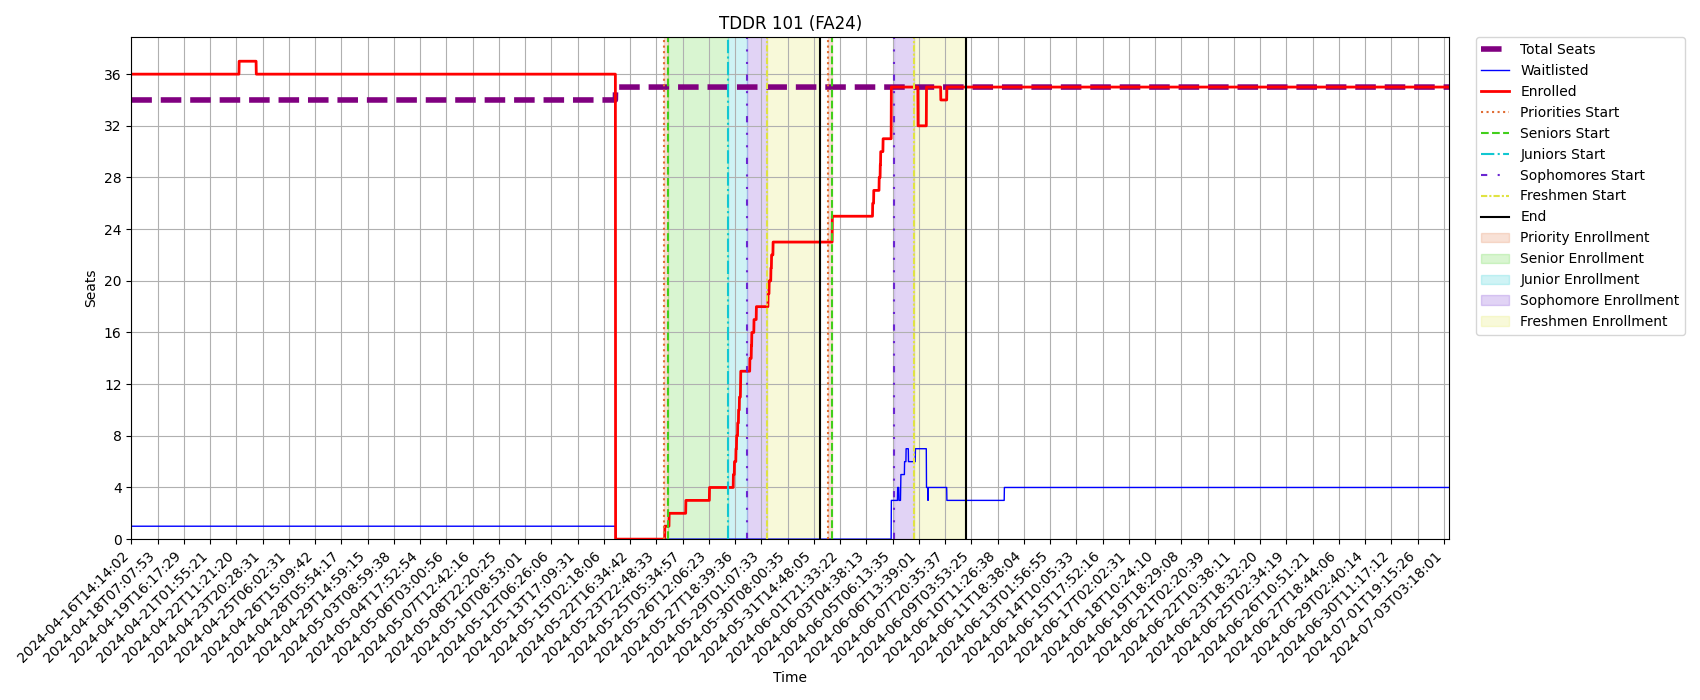 TDDR 101 (FA24)
Seats
36
32
28
24
20
16
12
8
4
0
2024-04-16T14:14:02
2024-04-18T07:07:53
2024-04-19T16:17:29
2024-04-21T01:55:21
2024-04-22T11:21:20
2024-04-23T20:28:31
2024-04-25T06:02:31
2024-04-26T15:09:42
2024-04-28T05:54:17
2024-04-29T14:59:15
2024-05-03T08:59:38
2024-05-04T17:52:54
2024-05-06T03:00:56
2024-05-07T12:42:16
2024-05-08T22:20:25
2024-05-10T08:53:01
2024-05-12T06:26:06
2024-05-13T17:09:31
2024-05-15T02:18:06
2024-05-22T16:34:42
2024-05-23T22:48:33
2024-05-25T05:34:57
2024-05-26T12:06:23
2024-05-27T18:39:36
2024-05-29T01:07:33
2024-05-30T08:00:35
2024-05-31T14:48:05
2024-06-01T21:33:22
2024-06-03T04:38:13
2024-06-05T06:13:35
2024-06-06T13:39:01
2024-06-07T20:35:37
2024-06-09T03:53:25
2024-06-10T11:26:38
2024-06-11T18:38:04
2024-06-13T01:56:55
2024-06-14T10:05:33
2024-06-15T17:52:16
2024-06-17T02:02:31
2024-06-18T10:24:10
2024-06-19T18:29:08
2024-06-21T02:20:39
2024-06-22T10:38:11
2024-06-23T18:32:20
2024-06-25T02:34:19
2024-06-26T10:51:21
2024-06-27T18:44:06
2024-06-29T02:40:14
2024-06-30T11:17:12
2024-07-01T19:15:26
2024-07-03T03:18:01
Time
Total Seats
Waitlisted
Enrolled
Priorities Start
Seniors Start
Juniors Start
Sophomores Start
Freshmen Start
End
Priority Enrollment
Senior Enrollment
Junior Enrollment
Sophomore Enrollment
Freshmen Enrollment